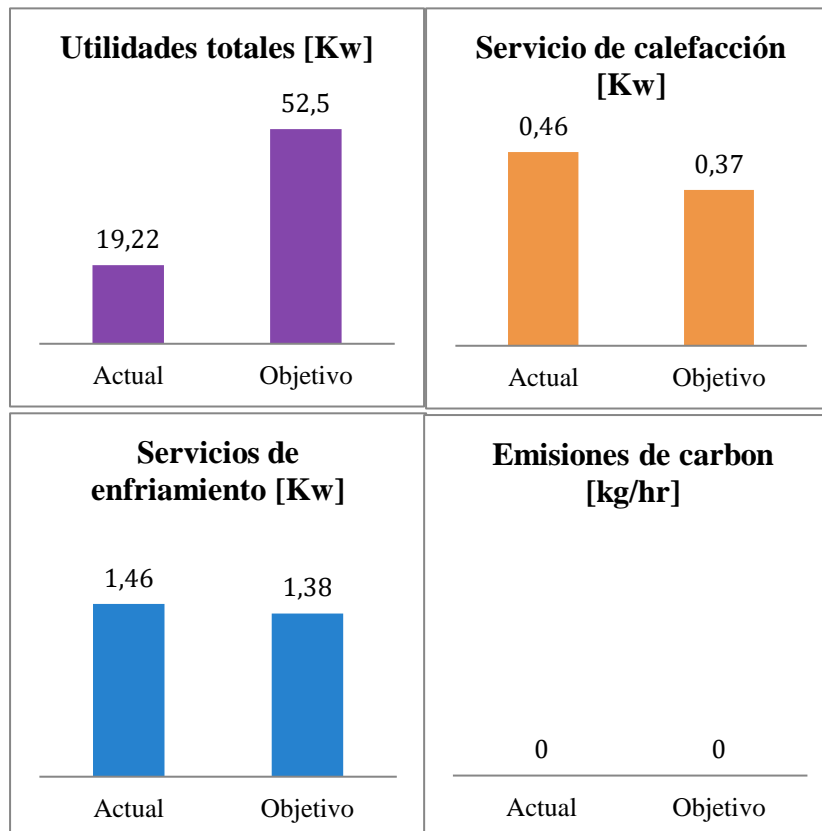 Utilidades totales [Kw]
52,5
19,22
Actual Objetivo
Servicio de calefacción
[Kw]
0,46
0,37
Actual Objetivo
Servicios de
enfriamiento [Kw]
1,46
1,38
Actual Objetivo
Emisiones de carbon
[kg/hr]
0 0
Actual Objetivo